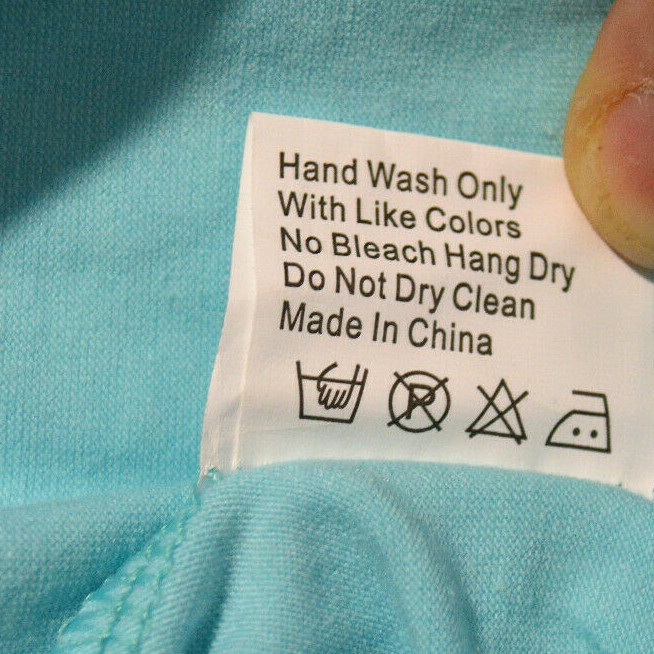 Hand Wash Only
With Like Colors
No Bleach Hang Dry
Do Not Dry Clean
Made In China
P